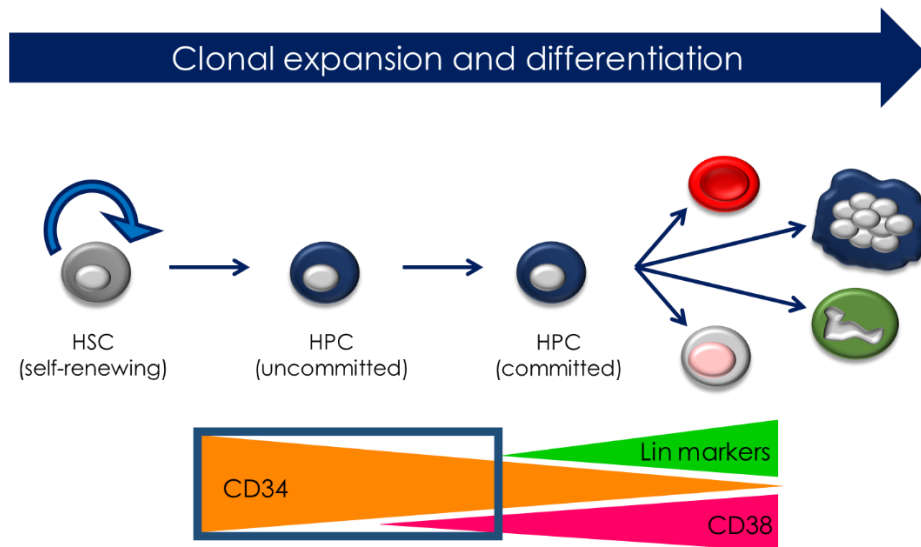 Clonal expansion and differentiation
HSC
(self-renewing)
HPC
(uncommitted)
HPC
(committed)
Lin markers
CD34
CD38